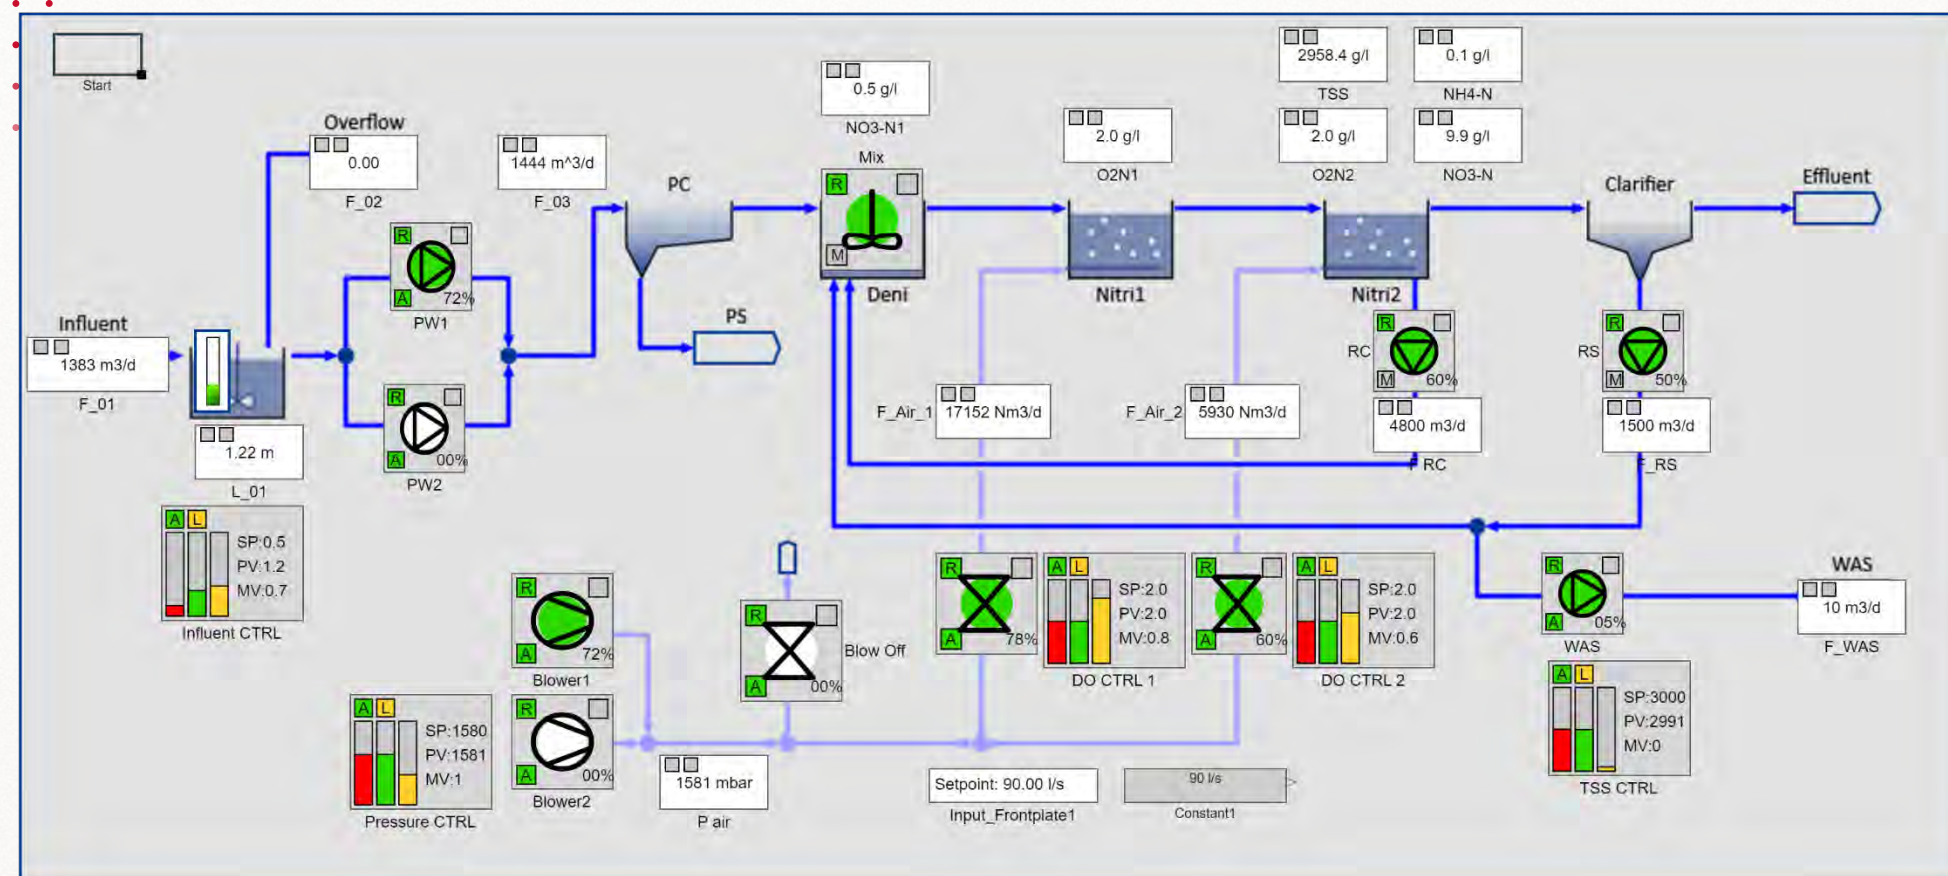 Start
Overflow
0.00
F_02
1444 m^3/d
F_03
PC
0.5 g/l
NO3-N1
Mix
R
M
Deni
2.0 g/l
O2N1
Nitri1
2958.4 g/l
TSS
0.1 g/l
NH4-N
2.0 g/l
O2N2
9.9 g/l
NO3-N
Nitri2
Clarifier
Effluent
Influent
1383 m3/d
F_01
1.22 m
L_01
R
A
72%
PW1
R
A
00%
PW2
PS
RC
R
M
60%
4800 m3/d
F_RC
RS
R
M
50%
1500 m3/d
F_RS
F_Air_1
17152 Nm3/d
F_Air_2
5930 Nm3/d
A L
SP:0.5
PV:1.2
MV:0.7
Influent CTRL
R
A
72%
Blower1
R
A
00%
Blower2
A L
SP:1580
PV:1581
MV:1
Pressure CTRL
R
A
00%
Blow Off
1581 mbar
P air
R
A
78%
A L
SP:2.0
PV:2.0
MV:0.8
DO CTRL 1
R
A
60%
A L
SP:2.0
PV:2.0
MV:0.6
DO CTRL 2
R
A
05%
WAS
WAS
10 m3/d
F_WAS
A L
SP:3000
PV:2991
MV:0
TSS CTRL
Setpoint: 90.00 l/s
Input_Frontplate1
90 l/s
Constant1